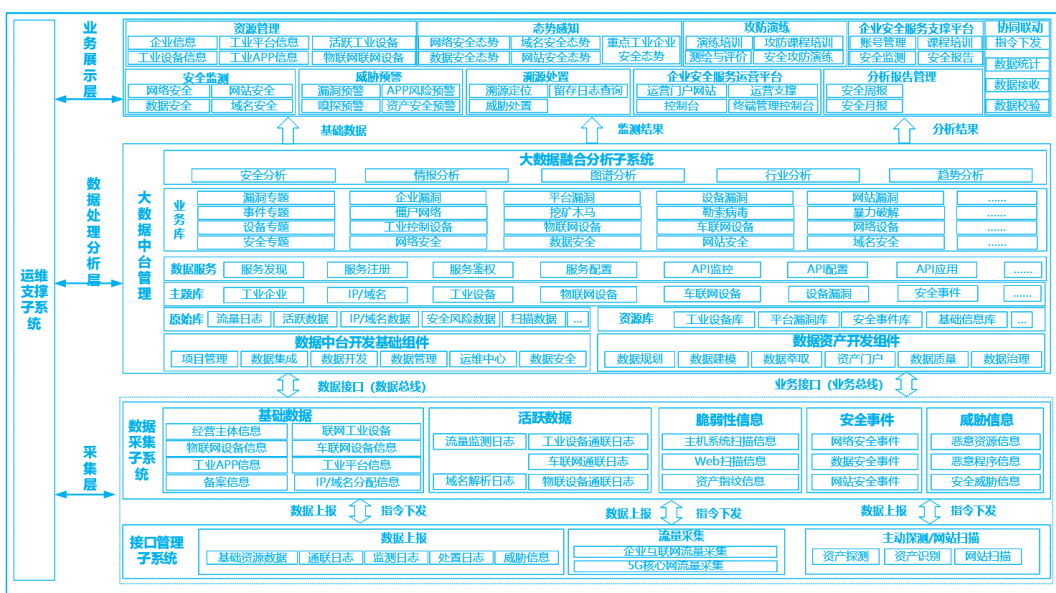 运维支撑子系统
业务展示层
资源管理
企业信息 工业平台信息 活跃工业设备
工业设备信息 工业APP信息 物联网联网设备
态势感知
网络安全态势 域名安全态势 重点工业企业
数据安全态势 网站安全态势 安全态势
攻防演练
演练培训 攻防课程培训
测绘与评价 安全攻防演练
企业安全服务支撑平台
账号管理 课程培训
安全监测 安全报告
协同联动
指令下发
数据统计
数据接收
数据校验
安全监测
网络安全 网站安全
数据安全 域名安全
威胁预警
漏洞预警 APP风险预警
嗅探预警 资产安全预警
溯源处置
溯源定位 留存日志查询
威胁处置
企业安全服务运营平台
运营门户网站 运营支撑
控制台 终端管理控制台
分析报告管理
安全周报
安全月报
基础数据 监测结果 分析结果
数据处理分析层
大数据中台管理
大数据融合分析子系统
安全分析 情报分析 图谱分析 行业分析 趋势分析
业务库
漏洞专题 企业漏洞 平台漏洞 设备漏洞 网站漏洞 ......
事件专题 僵尸网络 挖矿木马 勒索病毒 暴力破解 ......
设备专题 工业控制设备 物联网设备 车联网设备 网络设备 ......
安全专题 网络安全 数据安全 网站安全 域名安全 ......
数据服务 服务发现 服务注册 服务鉴权 服务配置 API监控 API配置 API应用 ......
主题库 工业企业 IP/域名 工业设备 物联网设备 车联网设备 设备漏洞 安全事件 ......
原始库 流量日志 活跃数据 IP/域名数据 安全风险数据 扫描数据 ...
资源库 工业设备库 平台漏洞库 安全事件库 基础信息库 ...
数据中台开发基础组件
项目管理 数据集成 数据开发 数据管理 运维中心 数据安全
数据资产开发组件
数据规划 数据建模 数据萃取 资产门户 数据质量 数据治理
数据接口（数据总线） 业务接口（业务总线）
采集层
数据采集子系统
基础数据
经营主体信息 联网工业设备
物联网设备信息 车联网设备信息
工业APP信息 工业平台信息
备案信息 IP/域名分配信息
活跃数据
流量监测日志 工业设备通联日志
车联网通联日志
域名解析日志 物联设备通联日志
脆弱性信息
主机系统扫描信息
Web扫描信息
资产指纹信息
安全事件
网络安全事件
数据安全事件
网站安全事件
威胁信息
恶意资源信息
恶意程序信息
安全威胁信息
数据上报 指令下发 数据上报 指令下发 数据上报 指令下发
接口管理子系统
数据上报
基础资源数据 通联日志 监测日志 处置日志 威胁信息
流量采集
企业互联网流量采集
5G核心网流量采集
主动探测/网站扫描
资产探测 资产识别 网站扫描